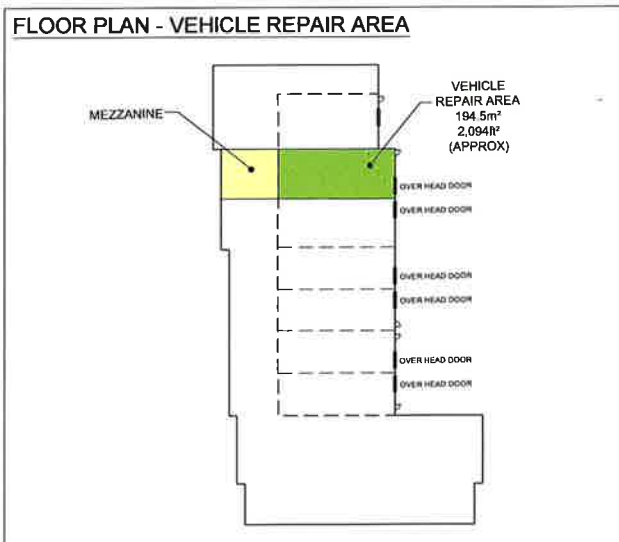 FLOOR PLAN - VEHICLE REPAIR AREA
MEZZANINE
VEHICLE
REPAIR AREA
194.5m²
2,094ft²
(APPROX)
OVER HEAD DOOR
OVER HEAD DOOR
OVER HEAD DOOR
OVER HEAD DOOR
OVER HEAD DOOR
OVER HEAD DOOR